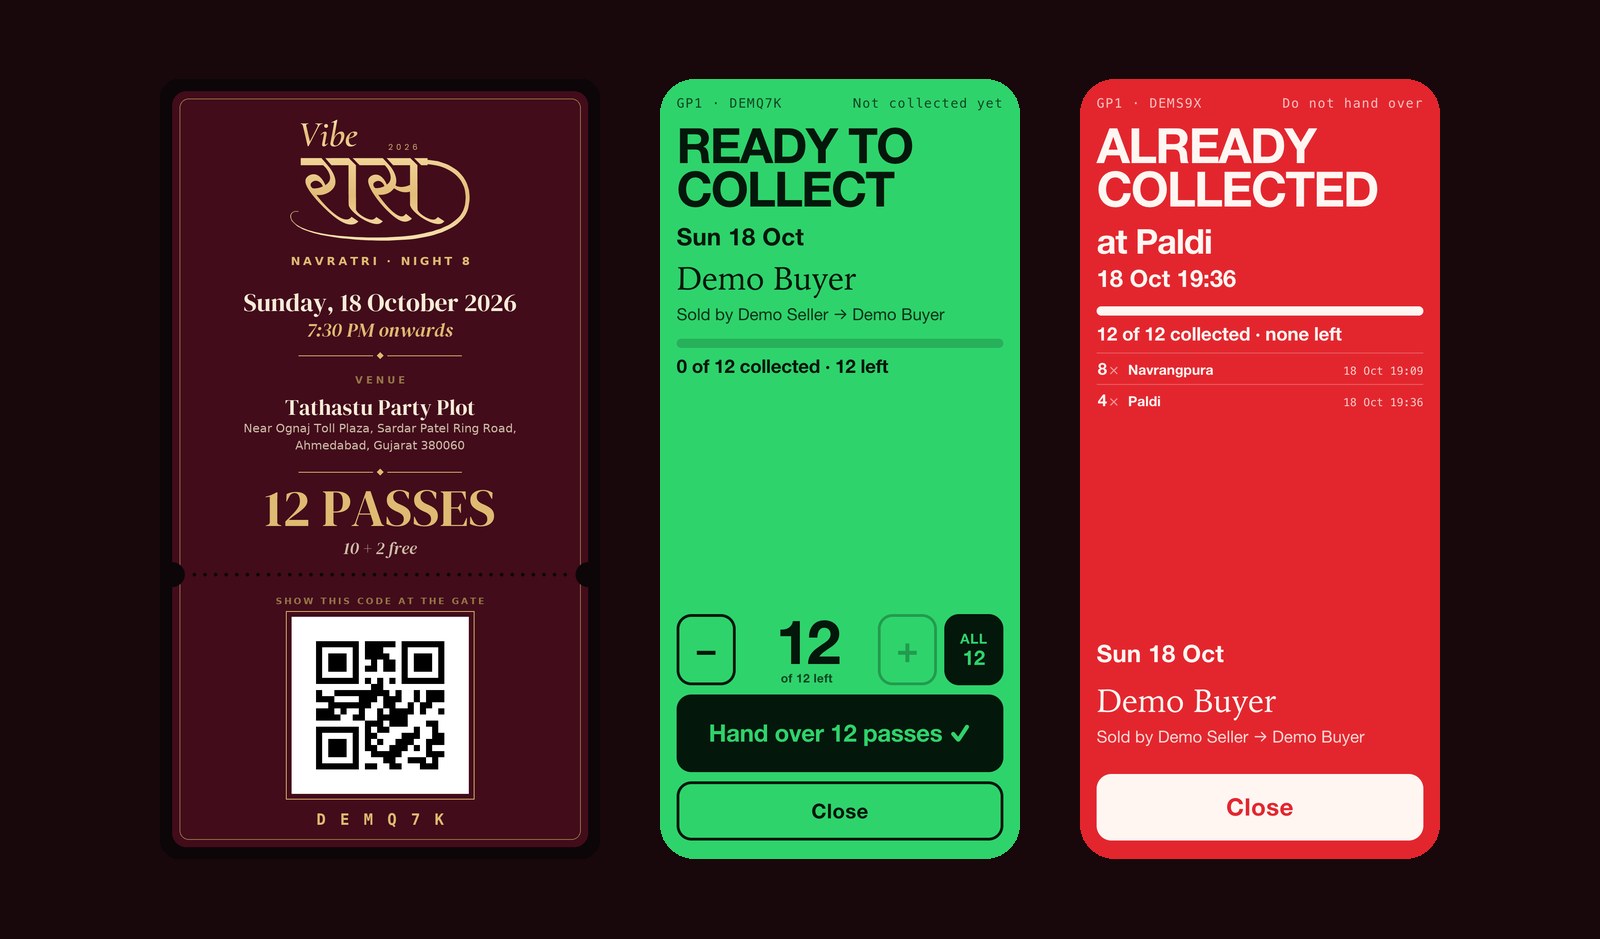 Vibe
2026
रास
NAVRATRI · NIGHT 8
Sunday, 18 October 2026
7:30 PM onwards
VENUE
Tathastu Party Plot
Near Ognaj Toll Plaza, Sardar Patel Ring Road,
Ahmedabad, Gujarat 380060
12 PASSES
10 + 2 free
SHOW THIS CODE AT THE GATE
DEMQ7K
GP1 · DEMQ7K
Not collected yet
READY TO
COLLECT
Sun 18 Oct
Demo Buyer
Sold by Demo Seller → Demo Buyer
0 of 12 collected · 12 left
− 12 + ALL
of 12 left 12
Hand over 12 passes ✓
Close
GP1 · DEMS9X
Do not hand over
ALREADY
COLLECTED
at Paldi
18 Oct 19:36
12 of 12 collected · none left
8× Navrangpura 18 Oct 19:09
4× Paldi 18 Oct 19:36
Sun 18 Oct
Demo Buyer
Sold by Demo Seller → Demo Buyer
Close